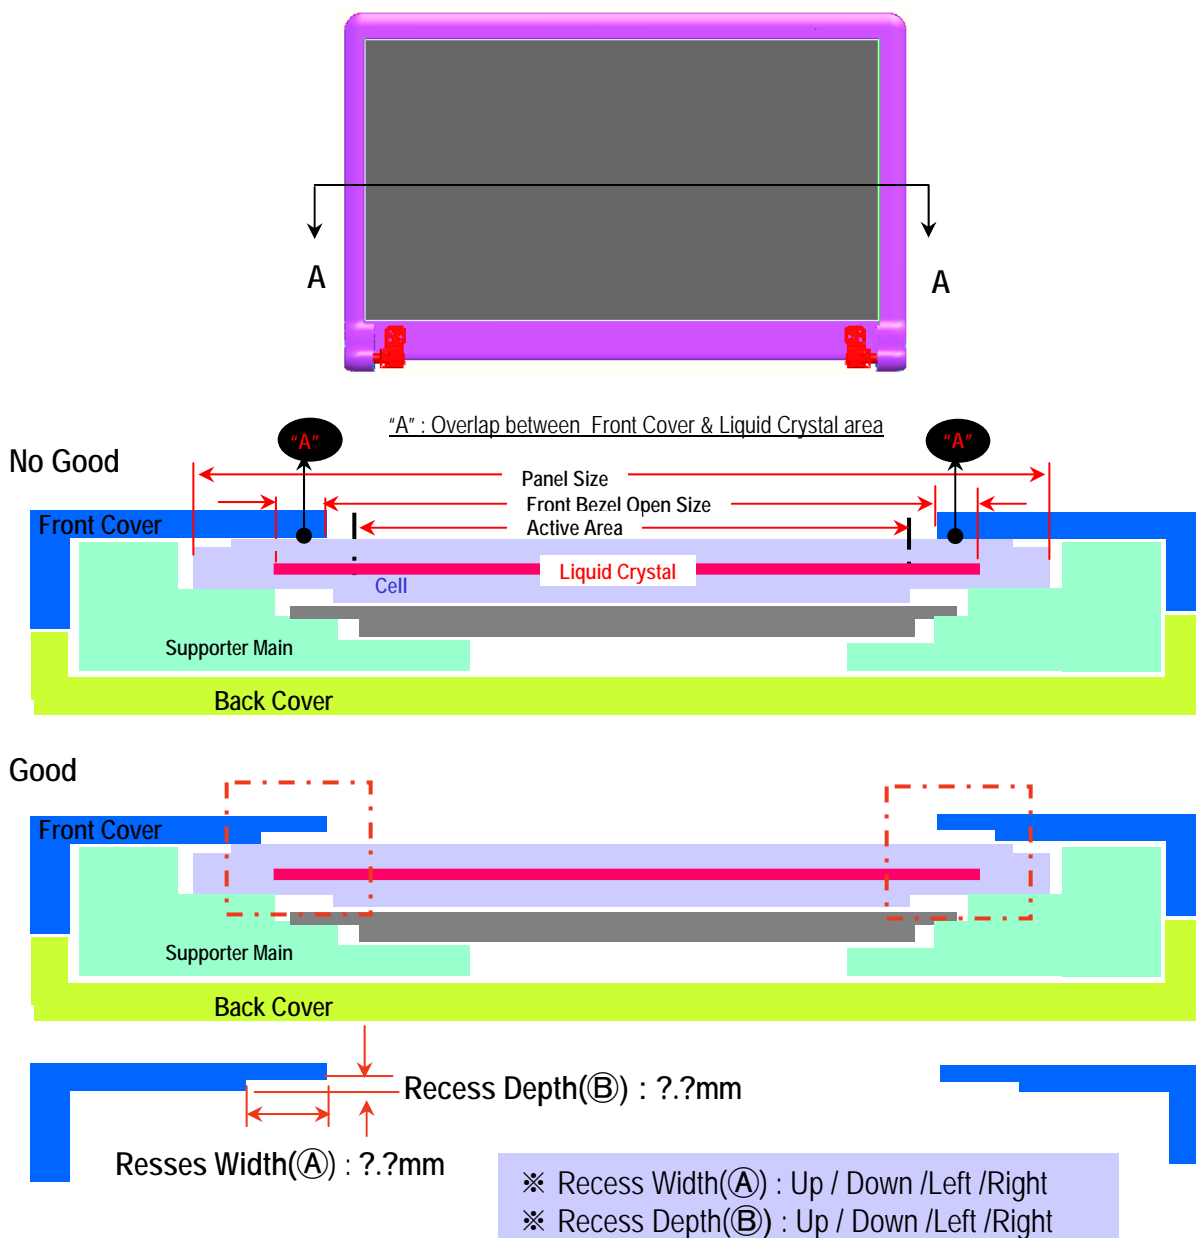 A
A
"A" : Overlap between Front Cover & Liquid Crystal area
"A"
"A"
No Good
Panel Size
Front Bezel Open Size
Front Cover
Active Area
Liquid Crystal
Cell
Supporter Main
Back Cover
Good
Front Cover
Supporter Main
Back Cover
Recess Depth(Ⓑ) : ?.?mm
Resses Width(Ⓐ) : ?.?mm
※ Recess Width(Ⓐ) : Up / Down /Left /Right
※ Recess Depth(Ⓑ) : Up / Down /Left /Right